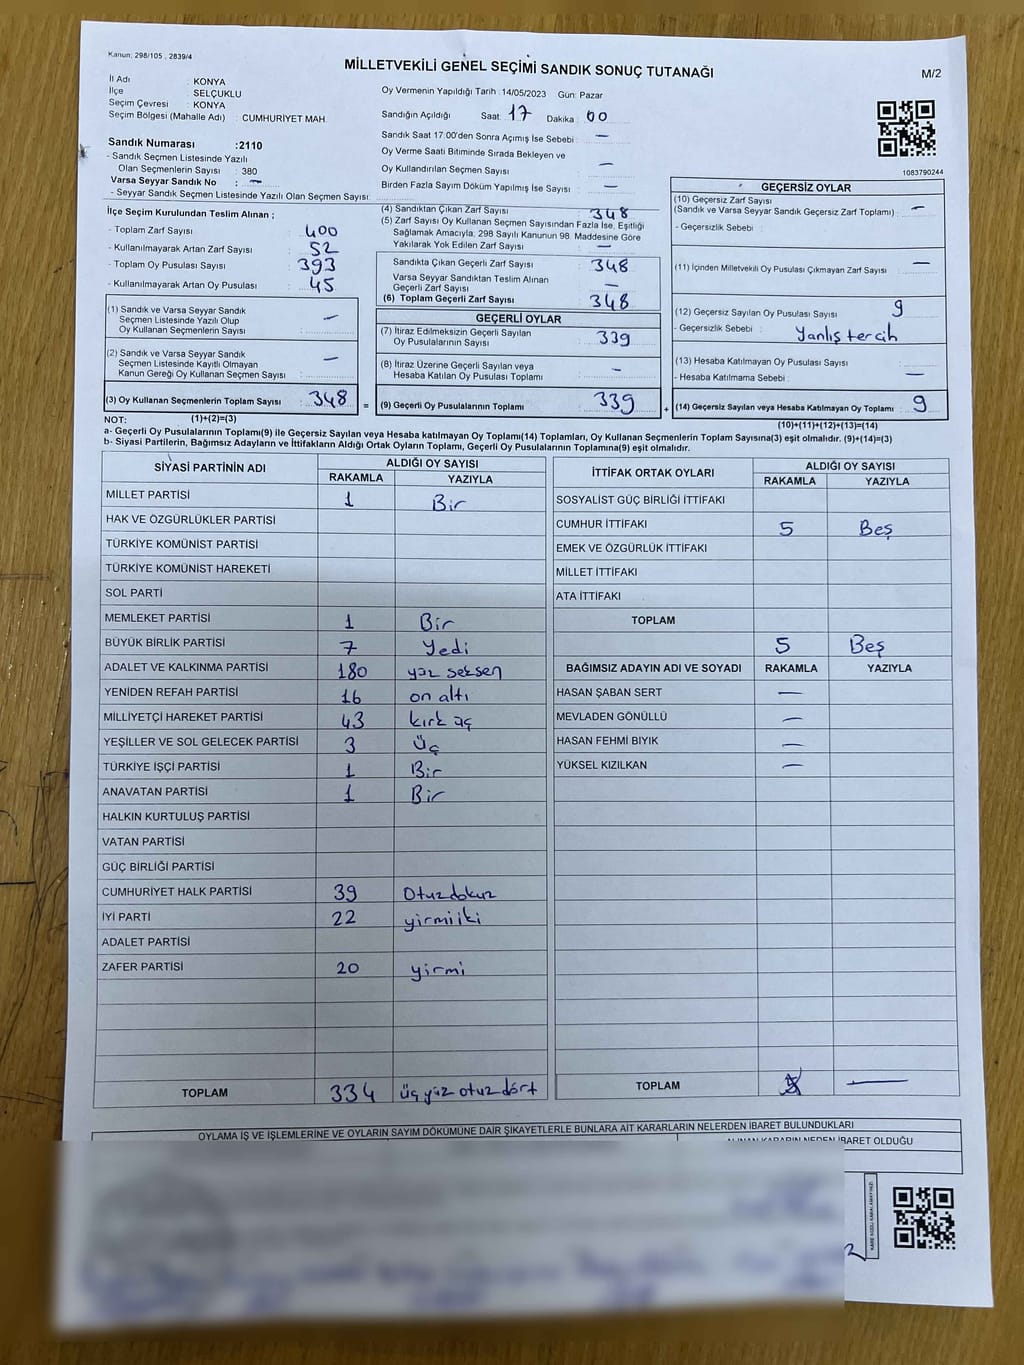 Kanun: 298/105 , 2839/4
MİLLETVEKİLİ GENEL SEÇİMİ SANDIK SONUÇ TUTANAĞI
M/2
İl Adı : KONYA
İlçe SELÇUKLU
Seçim Çevresi : KONYA
Seçim Bölgesi (Mahalle Adı) : CUMHURİYET MAH.
Oy Vermenin Yapıldığı Tarih : 14/05/2023 Gün: Pazar
Sandığın Açıldığı Saat: 17 Dakika : 00
Sandık Saat 17:00'den Sonra Açımış İse Sebebi : —
Oy Verme Saati Bitiminde Sırada Bekleyen ve
Oy Kullandırılan Seçmen Sayısı : —
Birden Fazla Sayım Döküm Yapılmış İse Sayısı : —
1083790244
Sandık Numarası :2110
- Sandık Seçmen Listesinde Yazılı
Olan Seçmenlerin Sayısı : 380
Varsa Seyyar Sandık No : —
- Seyyar Sandık Seçmen Listesinde Yazılı Olan Seçmen Sayısı:
İlçe Seçim Kurulundan Teslim Alınan ;
- Toplam Zarf Sayısı : 400
- Kullanılmayarak Artan Zarf Sayısı : 52
- Toplam Oy Pusulası Sayısı : 393
- Kullanılmayarak Artan Oy Pusulası : 45
(1) Sandık ve Varsa Seyyar Sandık
Seçmen Listesinde Yazılı Olup
Oy Kullanan Seçmenlerin Sayısı : —
(2) Sandık ve Varsa Seyyar Sandık
Seçmen Listesinde Kayıtlı Olmayan
Kanun Gereği Oy Kullanan Seçmen Sayısı : —
(3) Oy Kullanan Seçmenlerin Toplam Sayısı : 348
(4) Sandıktan Çıkan Zarf Sayısı : 348
(5) Zarf Sayısı Oy Kullanan Seçmen Sayısından Fazla İse, Eşitliği
Sağlamak Amacıyla, 298 Sayılı Kanunun 98. Maddesine Göre
Yakılarak Yok Edilen Zarf Sayısı : —
Sandıkta Çıkan Geçerli Zarf Sayısı : 348
Varsa Seyyar Sandıktan Teslim Alınan
Geçerli Zarf Sayısı : —
(6) Toplam Geçerli Zarf Sayısı : 348
GEÇERLİ OYLAR
(7) İtiraz Edilmeksizin Geçerli Sayılan
Oy Pusulalarının Sayısı : 339
(8) İtiraz Üzerine Geçerli Sayılan veya
Hesaba Katılan Oy Pusulası Toplamı : —
= (9) Geçerli Oy Pusulalarının Toplamı : 339
GEÇERSİZ OYLAR
(10) Geçersiz Zarf Sayısı
(Sandık ve Varsa Seyyar Sandık Geçersiz Zarf Toplamı) : —
- Geçersizlik Sebebi :
(11) İçinden Milletvekili Oy Pusulası Çıkmayan Zarf Sayısı : —
(12) Geçersiz Sayılan Oy Pusulası Sayısı : 9
- Geçersizlik Sebebi : Yanlış tercih
(13) Hesaba Katılmayan Oy Pusulası Sayısı :
- Hesaba Katılmama Sebebi : —
+ (14) Geçersiz Sayılan veya Hesaba Katılmayan Oy Toplamı : 9
NOT: (1)+(2)=(3)
(10)+(11)+(12)+(13)=(14)
a- Geçerli Oy Pusulalarının Toplamı(9) ile Geçersiz Sayılan veya Hesaba katılmayan Oy Toplamı(14) Toplamları, Oy Kullanan Seçmenlerin Toplam Sayısına(3) eşit olmalıdır. (9)+(14)=(3)
b- Siyasi Partilerin, Bağımsız Adayların ve İttifakların Aldığı Ortak Oyların Toplamı, Geçerli Oy Pusulalarının Toplamına(9) eşit olmalıdır.
SİYASİ PARTİNİN ADI ALDIĞI OY SAYISI
RAKAMLA YAZIYLA
MİLLET PARTİSİ 1 Bir
HAK VE ÖZGÜRLÜKLER PARTİSİ
TÜRKİYE KOMÜNİST PARTİSİ
TÜRKİYE KOMÜNİST HAREKETİ
SOL PARTİ
MEMLEKET PARTİSİ 1 Bir
BÜYÜK BİRLİK PARTİSİ 7 Yedi
ADALET VE KALKINMA PARTİSİ 180 yüz seksen
YENİDEN REFAH PARTİSİ 16 on altı
MİLLİYETÇİ HAREKET PARTİSİ 43 kırk üç
YEŞİLLER VE SOL GELECEK PARTİSİ 3 Üç
TÜRKİYE İŞÇİ PARTİSİ 1 Bir
ANAVATAN PARTİSİ 1 Bir
HALKIN KURTULUŞ PARTİSİ
VATAN PARTİSİ
GÜÇ BİRLİĞİ PARTİSİ
CUMHURİYET HALK PARTİSİ 39 Otuzdokuz
İYİ PARTİ 22 yirmiiki
ADALET PARTİSİ
ZAFER PARTİSİ 20 yirmi
TOPLAM 334 üçyüz otuz dört
İTTİFAK ORTAK OYLARI ALDIĞI OY SAYISI
RAKAMLA YAZIYLA
SOSYALİST GÜÇ BİRLİĞİ İTTİFAKI
CUMHUR İTTİFAKI 5 Beş
EMEK VE ÖZGÜRLÜK İTTİFAKI
MİLLET İTTİFAKI
ATA İTTİFAKI
TOPLAM
5 Beş
BAĞIMSIZ ADAYIN ADI VE SOYADI RAKAMLA YAZIYLA
HASAN ŞABAN SERT —
MEVLADEN GÖNÜLLÜ —
HASAN FEHMİ BIYIK —
YÜKSEL KIZILKAN —
TOPLAM —
OYLAMA İŞ VE İŞLEMLERİNE VE OYLARIN SAYIM DÖKÜMÜNE DAİR ŞİKAYETLERLE BUNLARA AİT KARARLARIN NELERDEN İBARET BULUNDUKLARI
ALINAN KARARIN NEDEN İBARET OLDUĞU